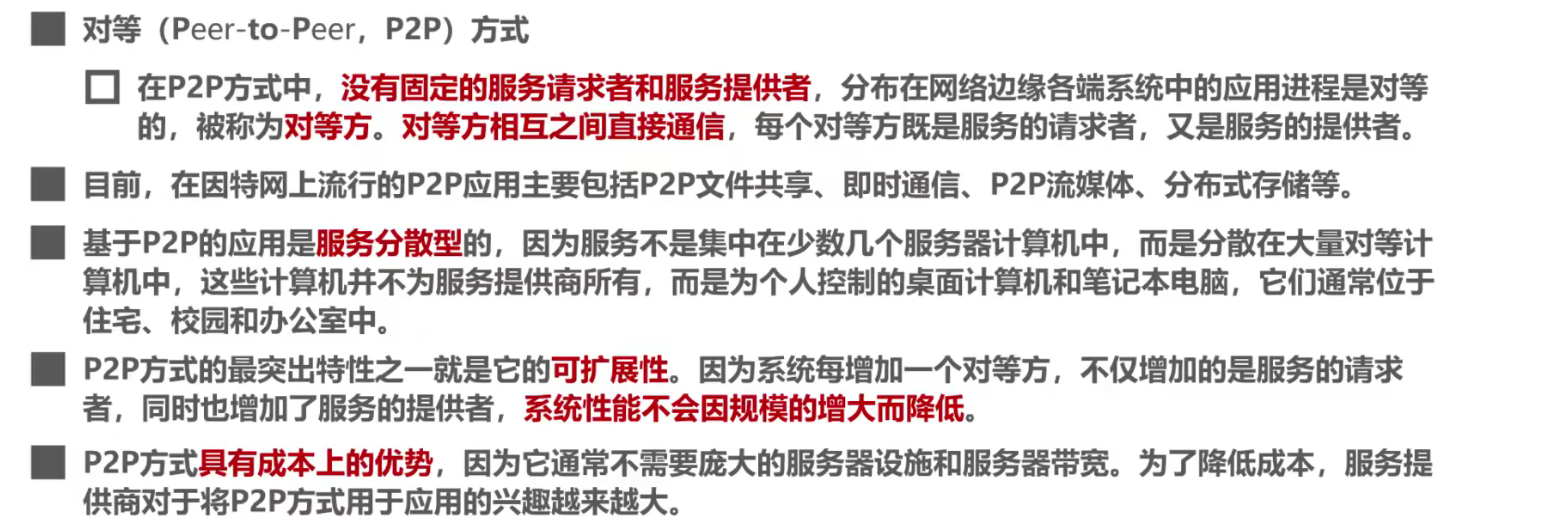 对等（Peer-to-Peer，P2P）方式
在P2P方式中，没有固定的服务请求者和服务提供者，分布在网络边缘各端系统中的应用进程是对等
的，被称为对等方。对等方相互之间直接通信，每个对等方既是服务的请求者，又是服务的提供者。
目前，在因特网上流行的P2P应用主要包括P2P文件共享、即时通信、P2P流媒体、分布式存储等。
基于P2P的应用是服务分散型的，因为服务不是集中在少数几个服务器计算机中，而是分散在大量对等计
算机中，这些计算机并不为服务提供商所有，而是为个人控制的桌面计算机和笔记本电脑，它们通常位于
住宅、校园和办公室中。
P2P方式的最突出特性之一就是它的可扩展性。因为系统每增加一个对等方，不仅增加的是服务的请求
者，同时也增加了服务的提供者，系统性能不会因规模的增大而降低。
P2P方式具有成本上的优势，因为它通常不需要庞大的服务器设施和服务器带宽。为了降低成本，服务提
供商对于将P2P方式用于应用的兴趣越来越大。